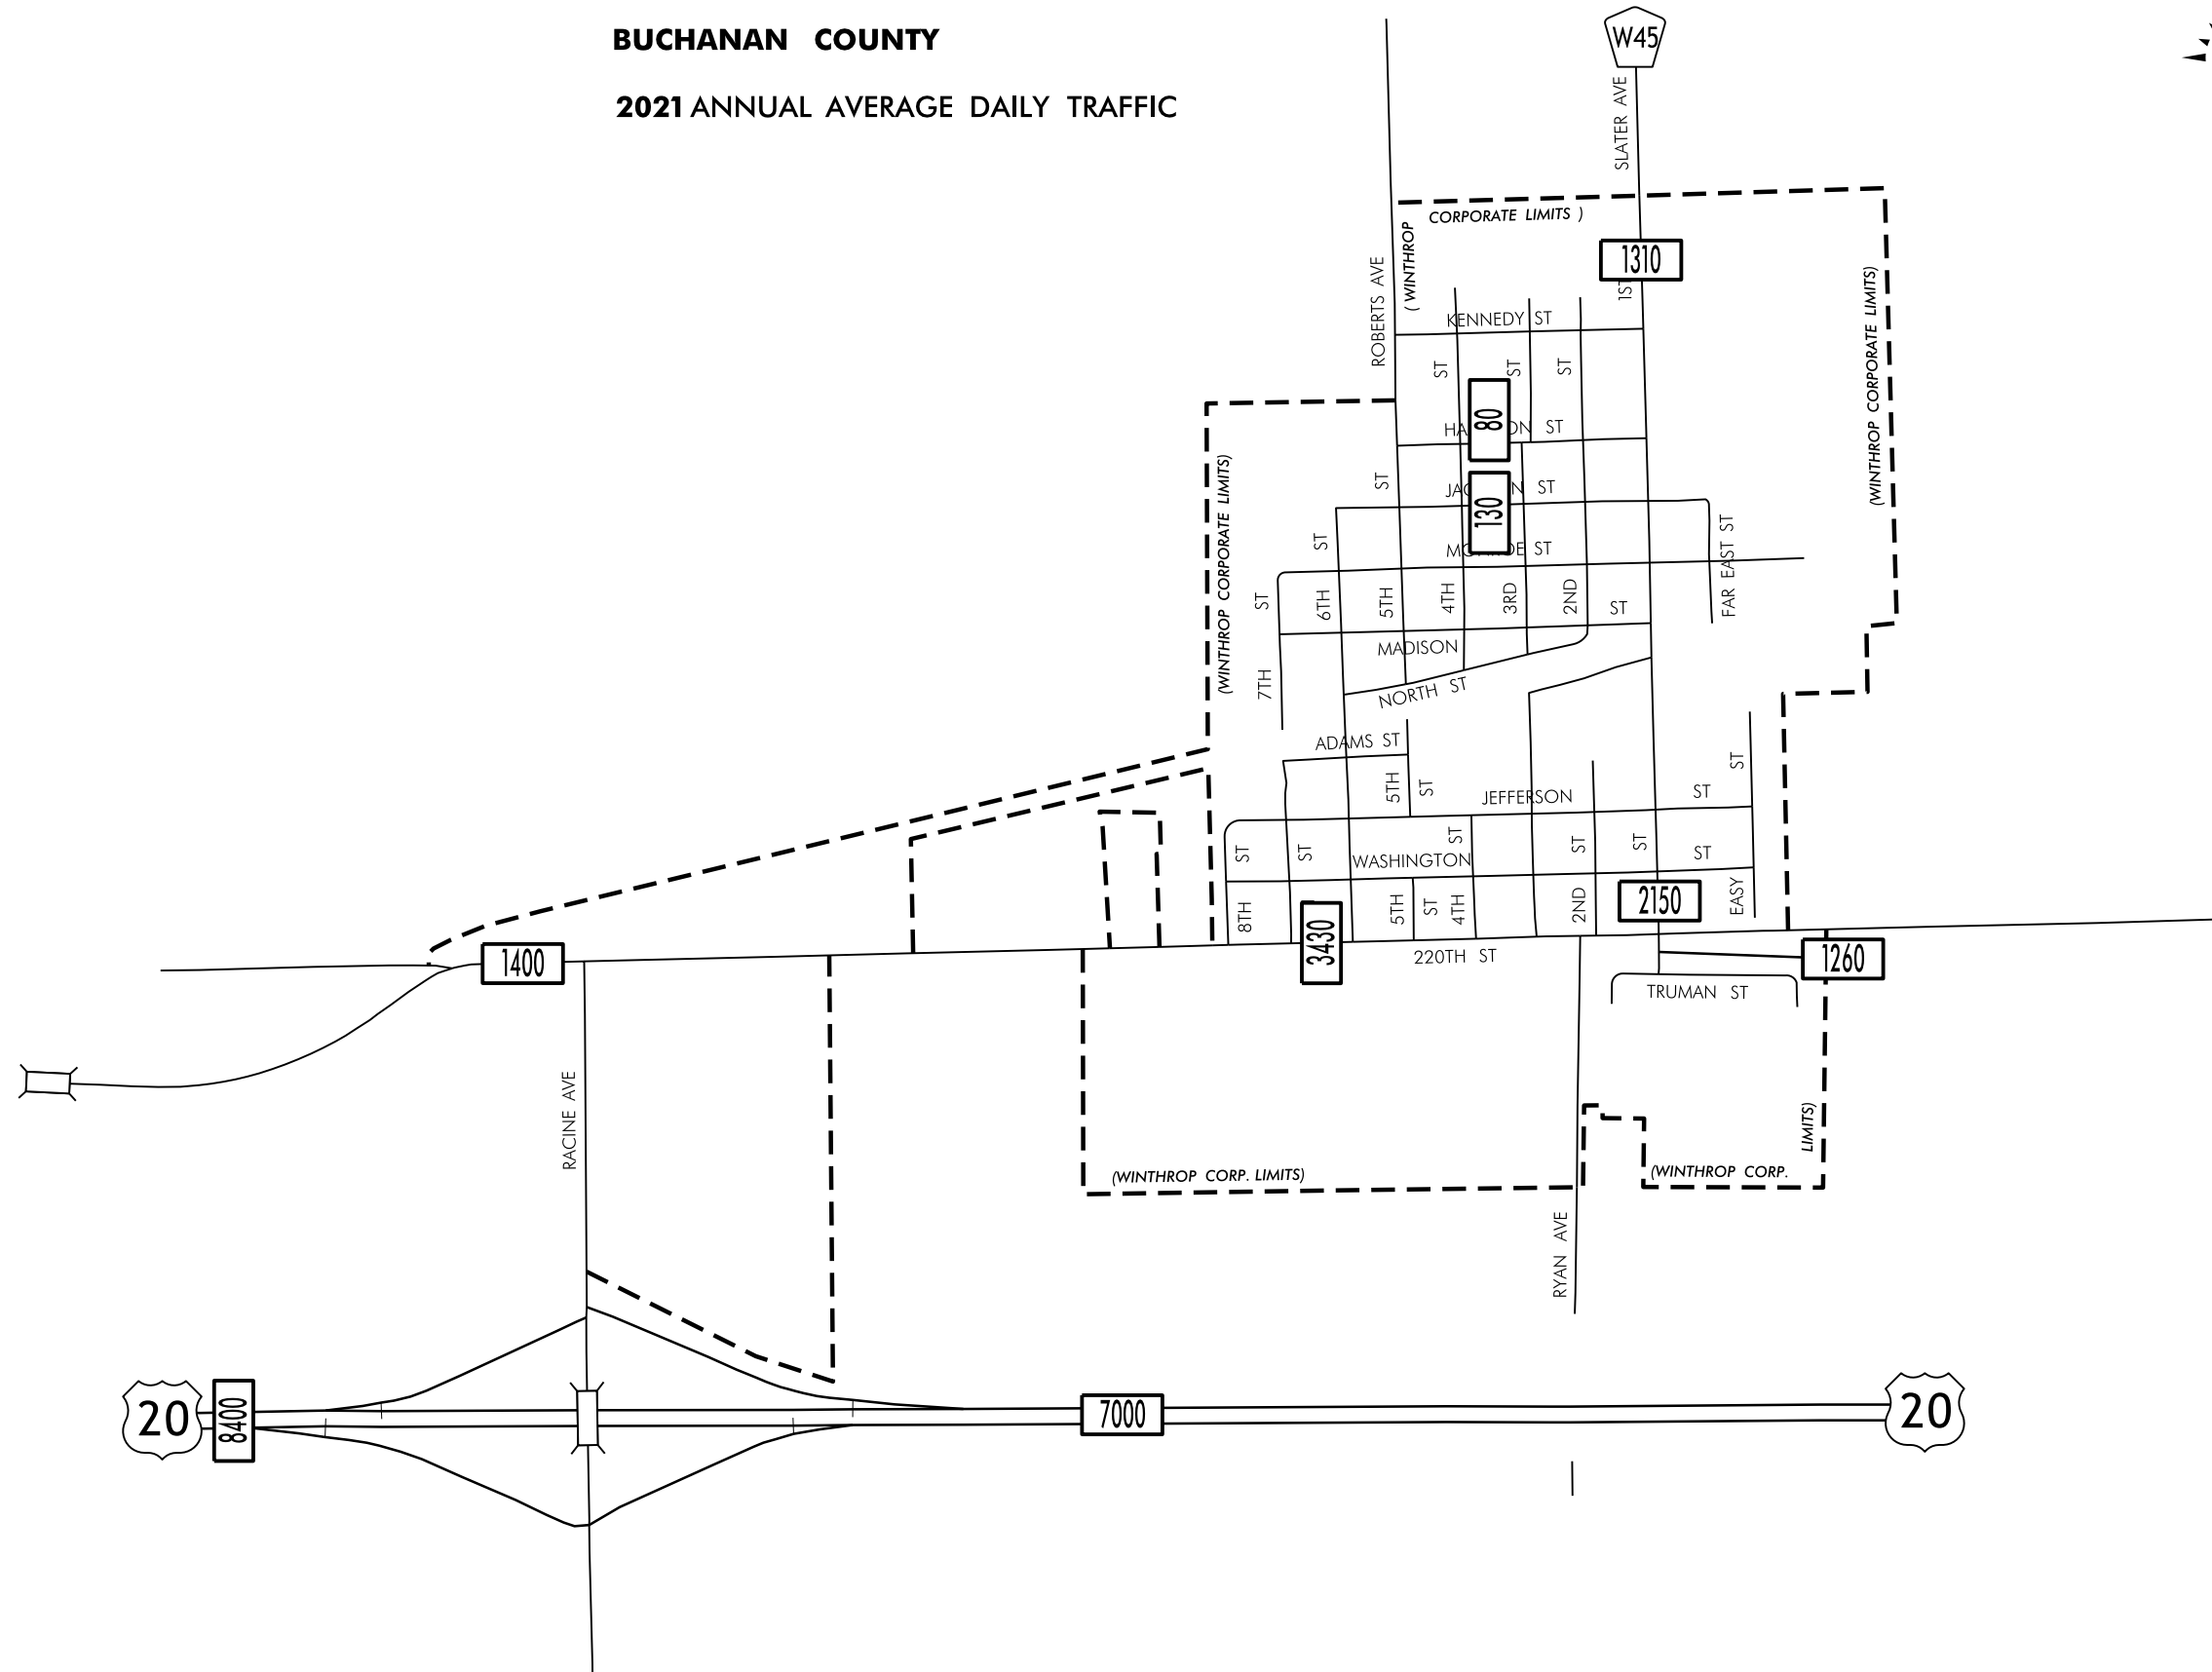 BUCHANAN COUNTY
W45
2021 ANNUAL AVERAGE DAILY TRAFFIC
SLATER AVE
CORPORATE LIMITS )
( WINTHROP
1310
ROBERTS AVE
1ST
(WINTHROP CORPORATE LIMITS)
KENNEDY ST
ST
ST
ST
80
ST
(WINTHROP CORPORATE LIMITS)
ST
ST
130
ST
ST
FAR EAST ST
ST
6TH
5TH
4TH
3RD
2ND
ST
MADISON
7TH
NORTH ST
ADAMS ST
ST
5TH
ST
JEFFERSON
ST
ST
ST
ST
ST
ST
WASHINGTON
ST
8TH
5TH
ST
4TH
2ND
2150
EASY
1400
3430
220TH ST
1260
TRUMAN ST
RACINE AVE
LIMITS)
(WINTHROP CORP. LIMITS)
(WINTHROP CORP.
RYAN AVE
20
8400
7000
20